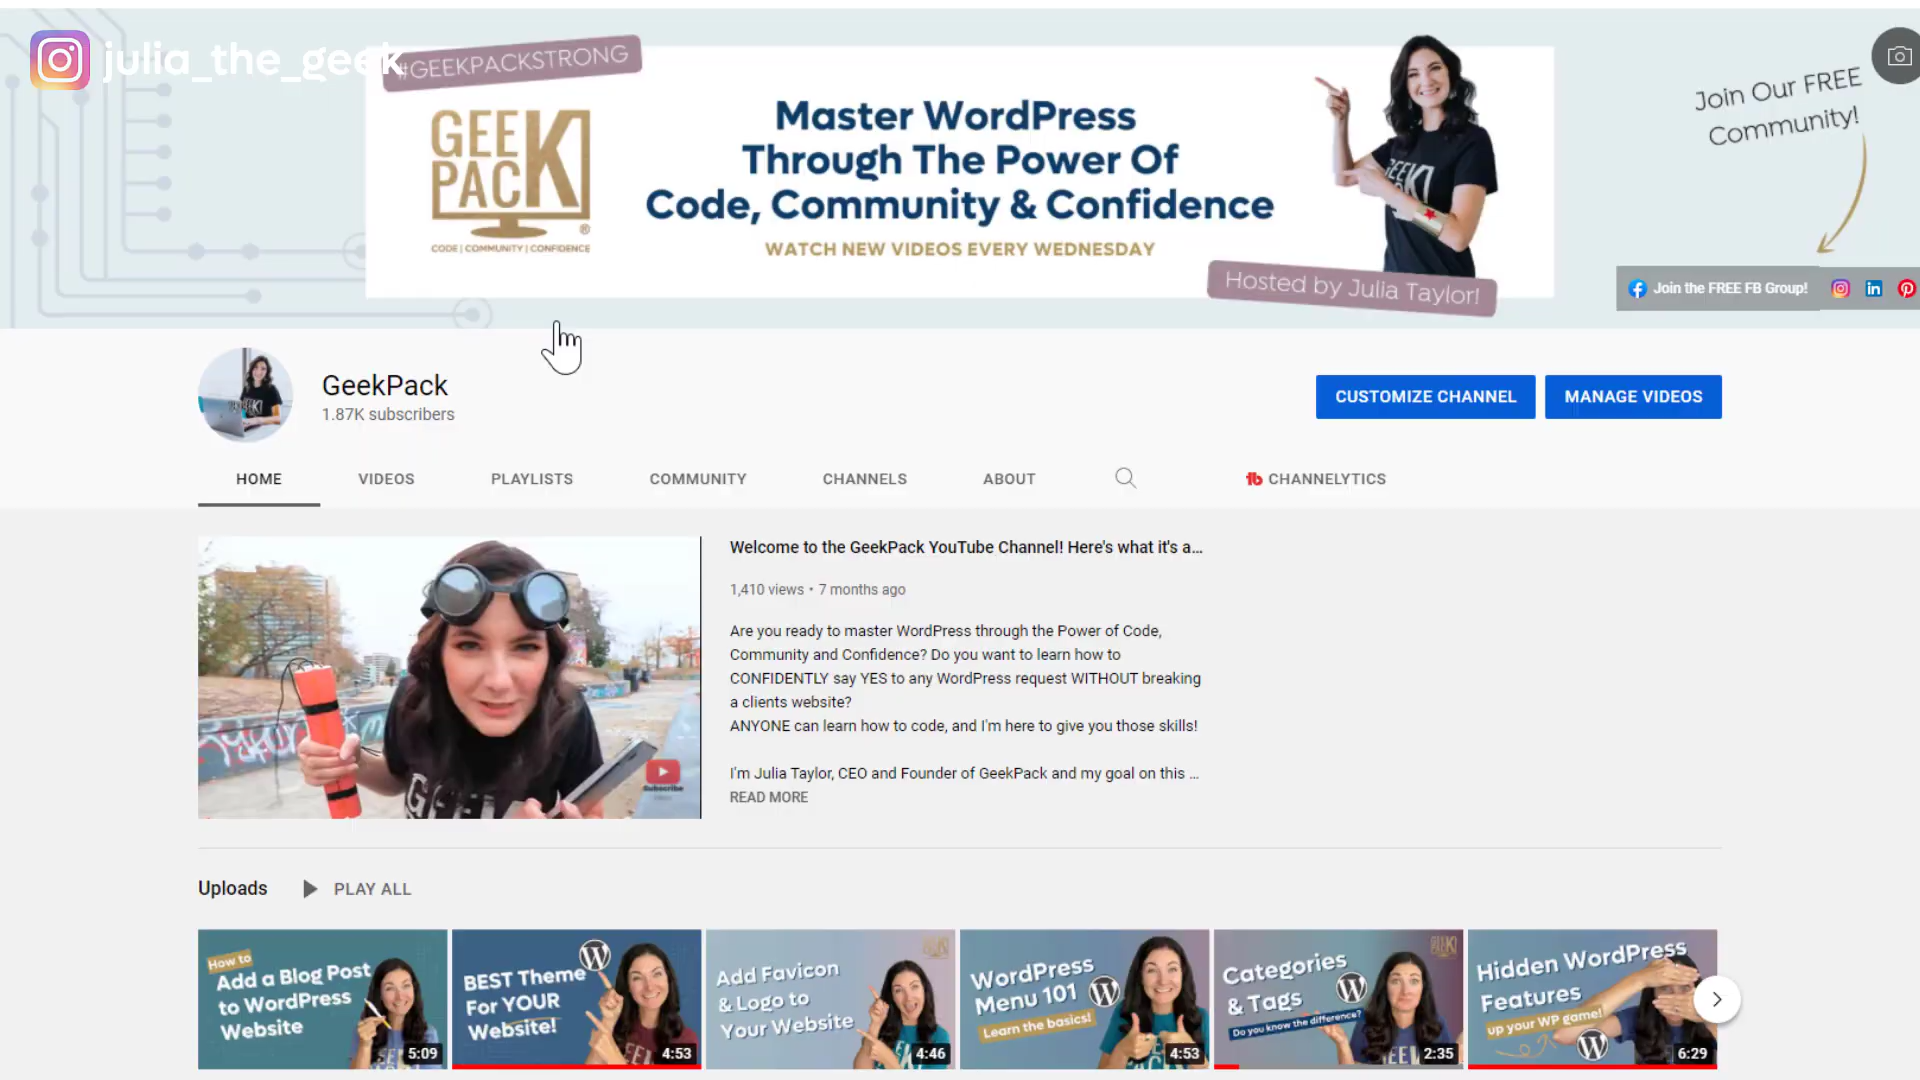 julia_the_geek
#GEEKPACKSTRONG
GEEK
PACK
®
CODE | COMMUNITY | CONFIDENCE
Master WordPress
Through The Power Of
Code, Community & Confidence
WATCH NEW VIDEOS EVERY WEDNESDAY
Hosted by Julia Taylor!
Join Our FREE
Community!
Join the FREE FB Group!
GeekPack
1.87K subscribers
CUSTOMIZE CHANNEL
MANAGE VIDEOS
HOME
VIDEOS
PLAYLISTS
COMMUNITY
CHANNELS
ABOUT
CHANNELYTICS
Welcome to the GeekPack YouTube Channel! Here's what it's a...
1,410 views • 7 months ago
Are you ready to master WordPress through the Power of Code,
Community and Confidence? Do you want to learn how to
CONFIDENTLY say YES to any WordPress request WITHOUT breaking
a clients website?
ANYONE can learn how to code, and I'm here to give you those skills!
I'm Julia Taylor, CEO and Founder of GeekPack and my goal on this ...
READ MORE
Subscribe
Uploads
PLAY ALL
How to
Add a Blog Post
to WordPress
Website
5:09
BEST Theme
For YOUR
Website!
4:53
Add Favicon
& Logo to
Your Website
4:46
WordPress
Menu 101
Learn the basics!
4:53
Categories
& Tags
Do you know the difference?
2:35
Hidden WordPress
Features
up your WP game!
6:29